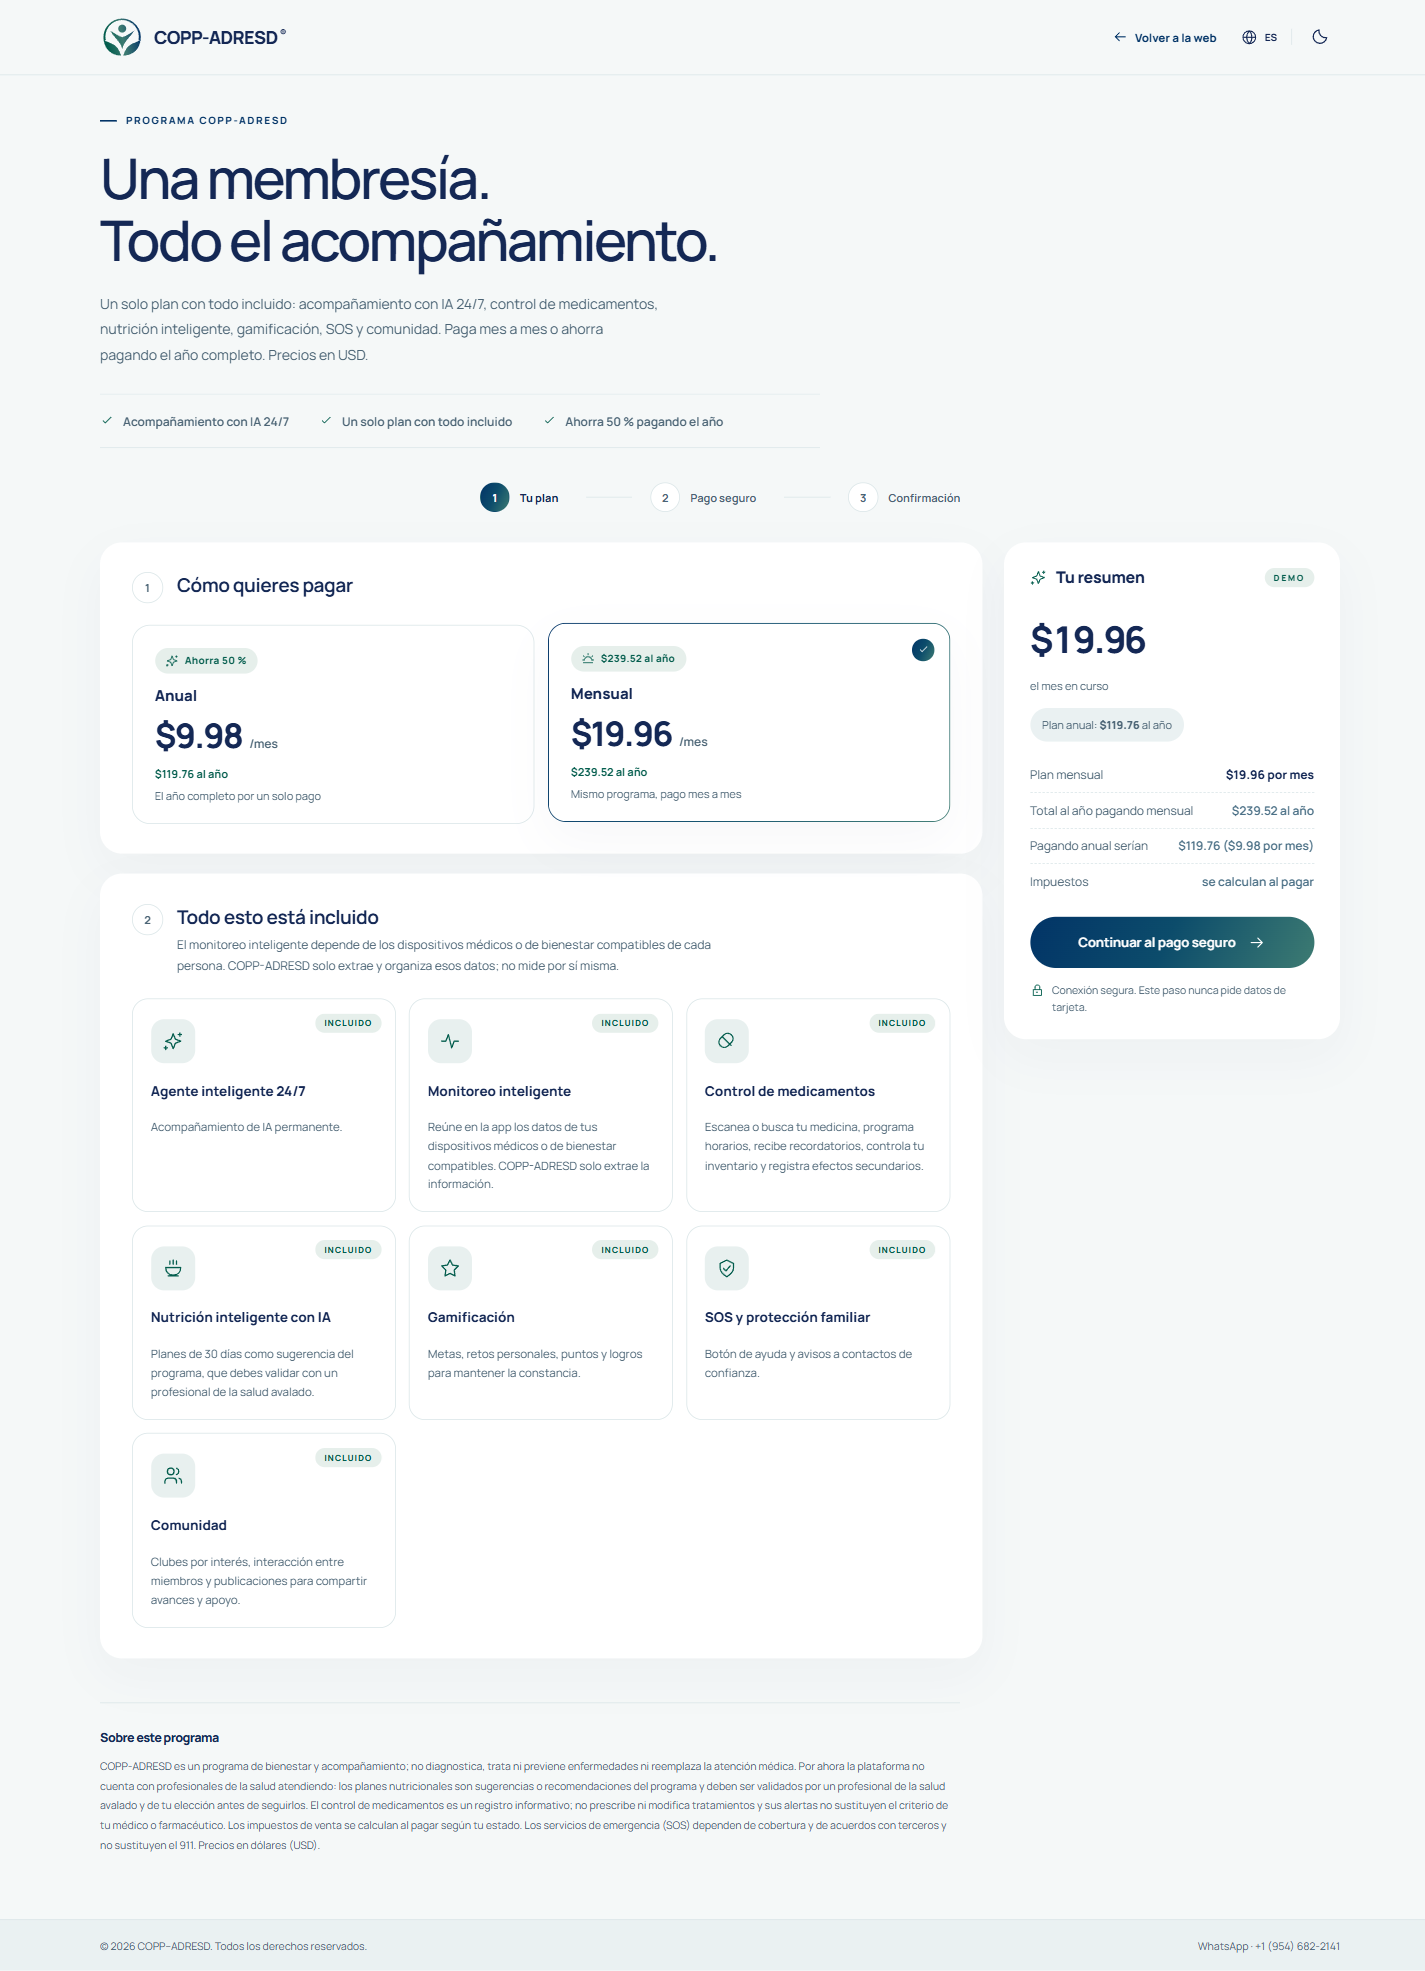 COPP-ADRESD®
Volver a la web
ES
PROGRAMA COPP-ADRESD
Una membresía.
Todo el acompañamiento.
Un solo plan con todo incluido: acompañamiento con IA 24/7, control de medicamentos,
nutrición inteligente, gamificación, SOS y comunidad. Paga mes a mes o ahorra
pagando el año completo. Precios en USD.
Acompañamiento con IA 24/7
Un solo plan con todo incluido
Ahorra 50 % pagando el año
1 Tu plan
2 Pago seguro
3 Confirmación
1 Cómo quieres pagar
Ahorra 50 %
Anual
$9.98 /mes
$119.76 al año
El año completo por un solo pago
$239.52 al año
Mensual
$19.96 /mes
$239.52 al año
Mismo programa, pago mes a mes
Tu resumen
DEMO
$19.96
el mes en curso
Plan anual: $119.76 al año
Plan mensual $19.96 por mes
Total al año pagando mensual $239.52 al año
Pagando anual serían $119.76 ($9.98 por mes)
Impuestos se calculan al pagar
Continuar al pago seguro
Conexión segura. Este paso nunca pide datos de
tarjeta.
2 Todo esto está incluido
El monitoreo inteligente depende de los dispositivos médicos o de bienestar compatibles de cada
persona. COPP-ADRESD solo extrae y organiza esos datos; no mide por sí misma.
INCLUIDO
Agente inteligente 24/7
Acompañamiento de IA permanente.
INCLUIDO
Monitoreo inteligente
Reúne en la app los datos de tus
dispositivos médicos o de bienestar
compatibles. COPP-ADRESD solo extrae la
información.
INCLUIDO
Control de medicamentos
Escanea o busca tu medicina, programa
horarios, recibe recordatorios, controla tu
inventario y registra efectos secundarios.
INCLUIDO
Nutrición inteligente con IA
Planes de 30 días como sugerencia del
programa, que debes validar con un
profesional de la salud avalado.
INCLUIDO
Gamificación
Metas, retos personales, puntos y logros
para mantener la constancia.
INCLUIDO
SOS y protección familiar
Botón de ayuda y avisos a contactos de
confianza.
INCLUIDO
Comunidad
Clubes por interés, interacción entre
miembros y publicaciones para compartir
avances y apoyo.
Sobre este programa
COPP-ADRESD es un programa de bienestar y acompañamiento; no diagnostica, trata ni previene enfermedades ni reemplaza la atención médica. Por ahora la plataforma no
cuenta con profesionales de la salud atendiendo: los planes nutricionales son sugerencias o recomendaciones del programa y deben ser validados por un profesional de la salud
avalado y de tu elección antes de seguirlos. El control de medicamentos es un registro informativo; no prescribe ni modifica tratamientos y sus alertas no sustituyen el criterio de
tu médico o farmacéutico. Los impuestos de venta se calculan al pagar según tu estado. Los servicios de emergencia (SOS) dependen de cobertura y de acuerdos con terceros y
no sustituyen el 911. Precios en dólares (USD).
© 2026 COPP-ADRESD. Todos los derechos reservados.
WhatsApp · +1 (954) 682-2141